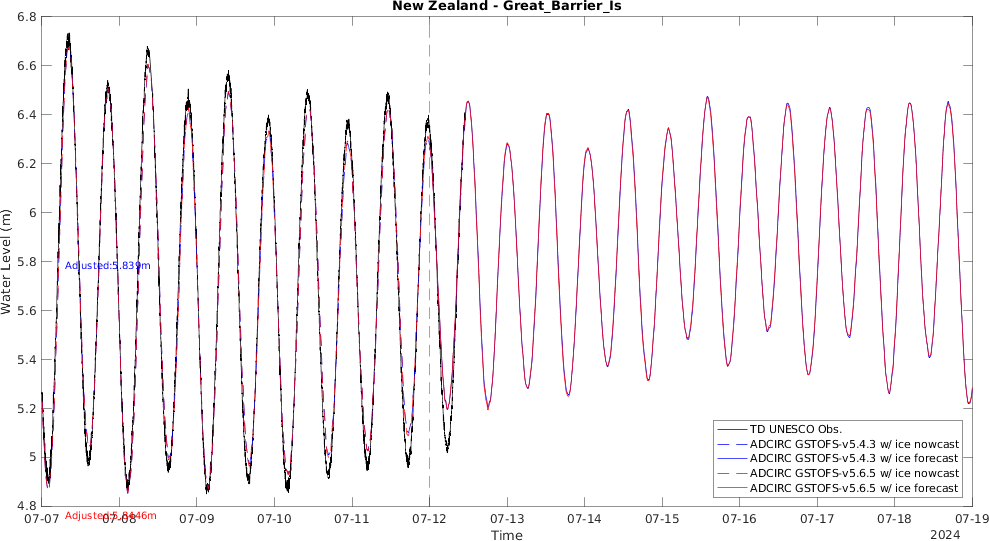 New Zealand - Great_Barrier_Is
6.8
6.6
6.4
6.2
6
5.8
5.6
5.4
5.2
5
4.8
Water Level (m)
Adjusted:5.839m
Adjusted:5.8446m
TD UNESCO Obs.
ADCIRC GSTOFS-v5.4.3 w/ ice nowcast
ADCIRC GSTOFS-v5.4.3 w/ ice forecast
ADCIRC GSTOFS-v5.6.5 w/ ice nowcast
ADCIRC GSTOFS-v5.6.5 w/ ice forecast
07-07 07-08 07-09 07-10 07-11 07-12 07-13 07-14 07-15 07-16 07-17 07-18 07-19
Time
2024